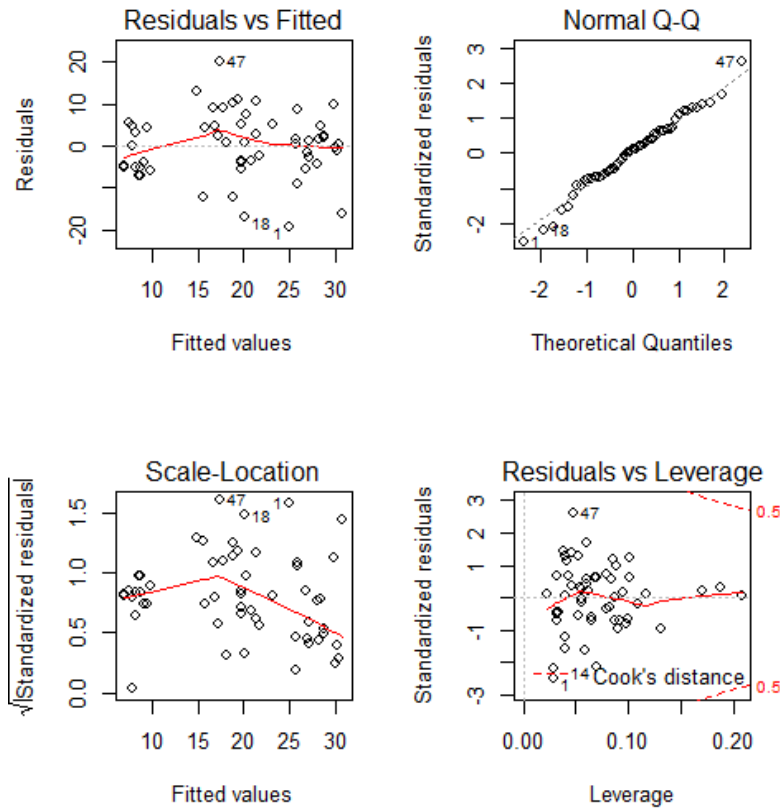 Residuals vs Fitted
Residuals
20
10
0
-20
47
18
1
10 15 20 25 30
Fitted values
Normal Q-Q
Standardized residuals
3
2
1
0
-2
47
1
18
-2 -1 0 1 2
Theoretical Quantiles
Scale-Location
√|Standardized residuals|
1.5
1.0
0.5
0.0
47
1
18
10 15 20 25 30
Fitted values
Residuals vs Leverage
Standardized residuals
3
2
1
0
-1
-3
47
0.5
14
1
Cook's distance
0.5
0.00 0.10 0.20
Leverage